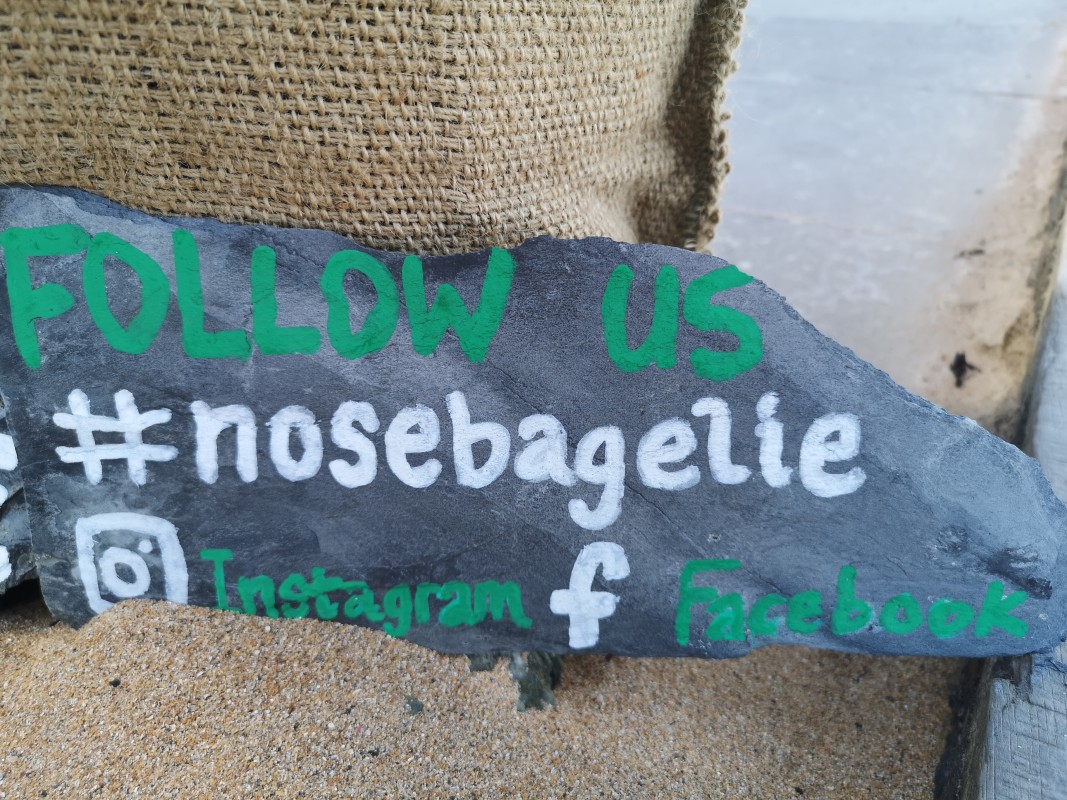 FOLLOW US
#nosebagelie
Instagram f Facebook